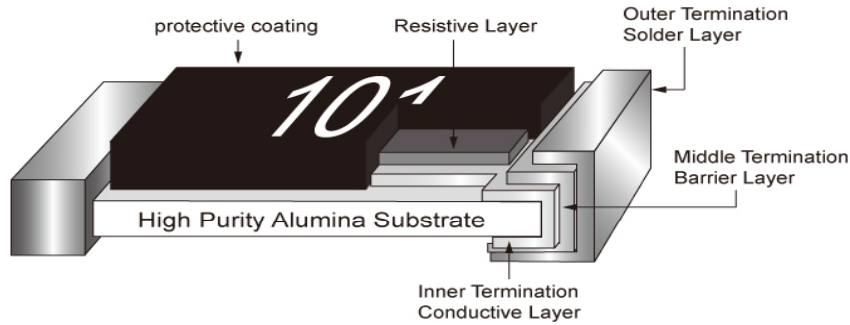 protective coating
Resistive Layer
Outer Termination
Solder Layer
101
Middle Termination
Barrier Layer
High Purity Alumina Substrate
Inner Termination
Conductive Layer